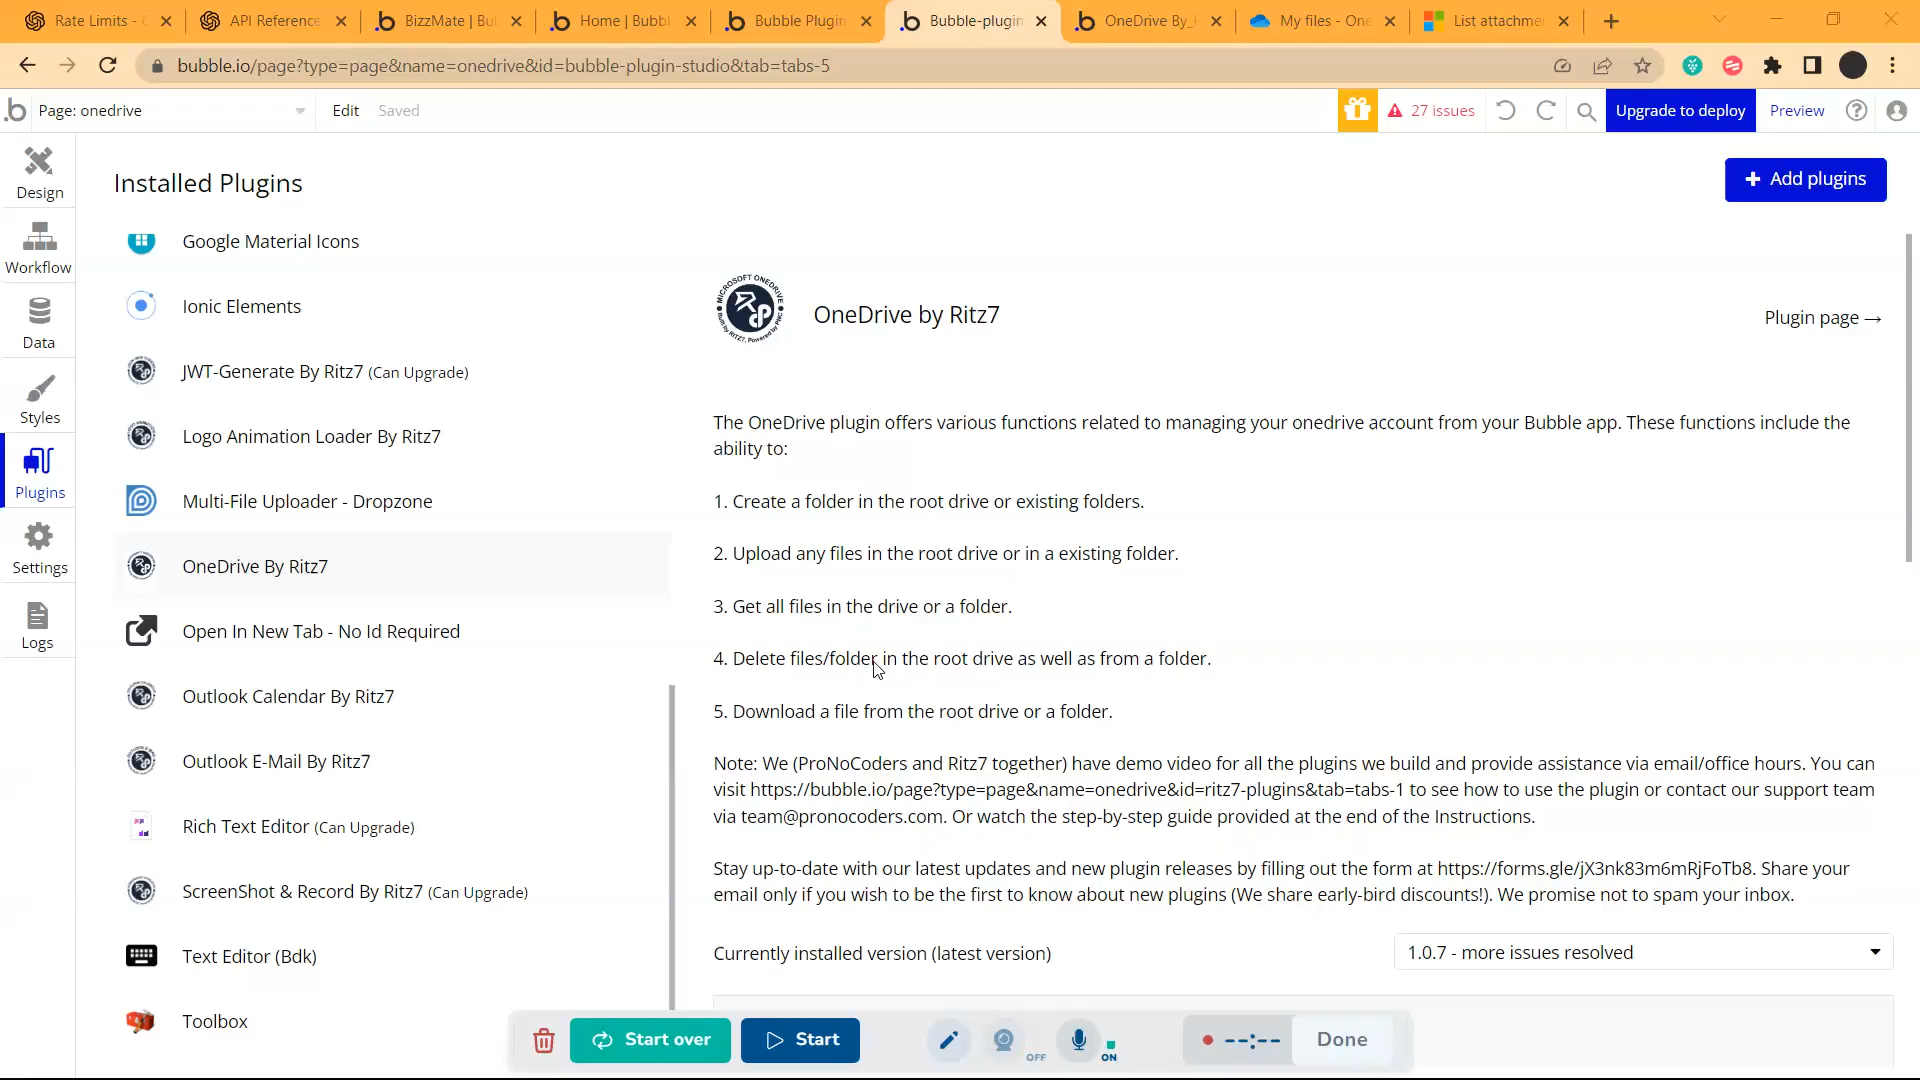 Rate Limits -
API Reference
BizzMate | Bu
Home | Bubbl
Bubble Plugin
Bubble-plugin
OneDrive By_
My files - One
List attachme
bubble.io/page?type=page&name=onedrive&id=bubble-plugin-studio&tab=tabs-5
Page: onedrive
Edit
Saved
27 issues
Upgrade to deploy
Preview
Design
Workflow
Data
Styles
Plugins
Settings
Logs
Installed Plugins
Add plugins
Google Material Icons
Ionic Elements
JWT-Generate By Ritz7 (Can Upgrade)
Logo Animation Loader By Ritz7
Multi-File Uploader - Dropzone
OneDrive By Ritz7
Open In New Tab - No Id Required
Outlook Calendar By Ritz7
Outlook E-Mail By Ritz7
Rich Text Editor (Can Upgrade)
ScreenShot & Record By Ritz7 (Can Upgrade)
Text Editor (Bdk)
Toolbox
MICROSOFT ONEDRIVE
Built by RITZ7, Powered by PNC
OneDrive by Ritz7
Plugin page →
The OneDrive plugin offers various functions related to managing your onedrive account from your Bubble app. These functions include the
ability to:
1. Create a folder in the root drive or existing folders.
2. Upload any files in the root drive or in a existing folder.
3. Get all files in the drive or a folder.
4. Delete files/folder in the root drive as well as from a folder.
5. Download a file from the root drive or a folder.
Note: We (ProNoCoders and Ritz7 together) have demo video for all the plugins we build and provide assistance via email/office hours. You can
visit https://bubble.io/page?type=page&name=onedrive&id=ritz7-plugins&tab=tabs-1 to see how to use the plugin or contact our support team
via team@pronocoders.com. Or watch the step-by-step guide provided at the end of the Instructions.
Stay up-to-date with our latest updates and new plugin releases by filling out the form at https://forms.gle/jX3nk83m6mRjFoTb8. Share your
email only if you wish to be the first to know about new plugins (We share early-bird discounts!). We promise not to spam your inbox.
Currently installed version (latest version)
1.0.7 - more issues resolved
Start over
Start
OFF
ON
--:--
Done